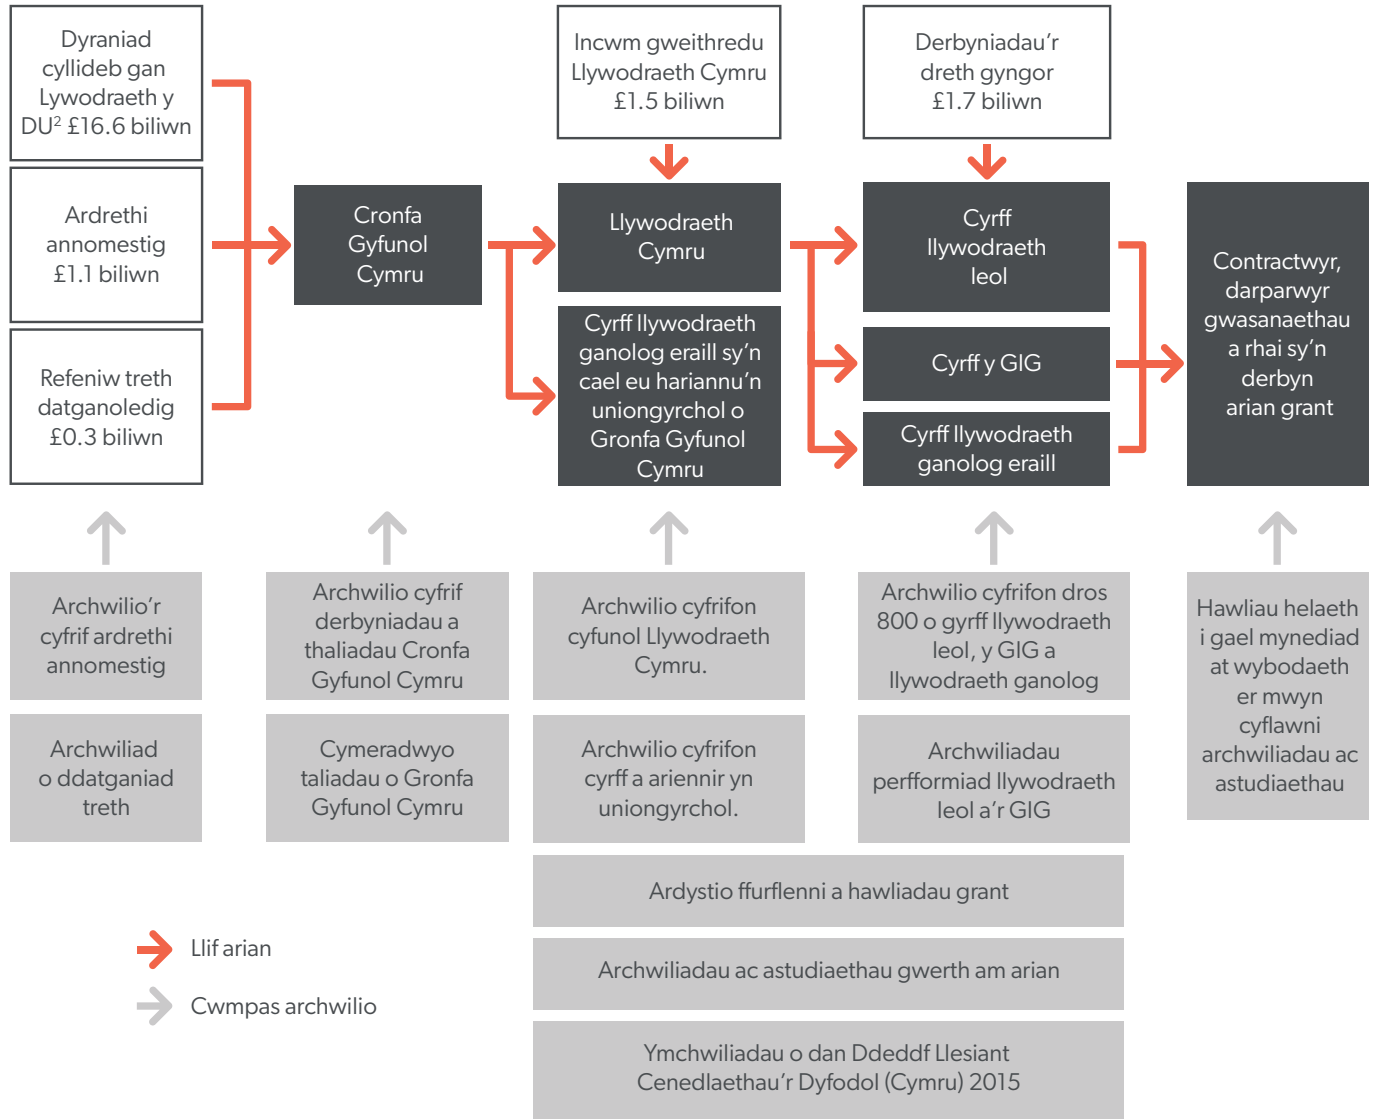 Dyraniad
cyllideb gan
Lywodraeth y
DU² £16.6 biliwn
Ardrethi
annomestig
£1.1 biliwn
Refeniw treth
datganoledig
£0.3 biliwn
Cronfa
Gyfunol
Cymru
Incwm gweithredu
Llywodraeth Cymru
£1.5 biliwn
Llywodraeth
Cymru
Cyrff llywodraeth
ganolog eraill sy’n
cael eu hariannu’n
uniongyrchol o
Gronfa Gyfunol
Cymru
Derbyniadau’r
dreth gyngor
£1.7 biliwn
Cyrff
llywodraeth
leol
Cyrff y GIG
Cyrff llywodraeth
ganolog eraill
Contractwyr,
darparwyr
gwasanaethau
a rhai sy’n
derbyn
arian grant
Archwilio’r
cyfrif ardrethi
annomestig
Archwiliad
o ddatganiad
treth
Archwilio cyfrif
derbyniadau a
thaliadau Cronfa
Gyfunol Cymru
Cymeradwyo
taliadau o Gronfa
Gyfunol Cymru
Archwilio cyfrifon
cyfunol Llywodraeth
Cymru.
Archwilio cyfrifon
cyrff a ariennir yn
uniongyrchol.
Archwilio cyfrifon dros
800 o gyrff llywodraeth
leol, y GIG a
llywodraeth ganolog
Archwiliadau
perfformiad llywodraeth
leol a’r GIG
Hawliau helaeth
i gael mynediad
at wybodaeth
er mwyn
cyflawni
archwiliadau ac
astudiaethau
Ardystio ffurflenni a hawliadau grant
Archwiliadau ac astudiaethau gwerth am arian
Ymchwiliadau o dan Ddeddf Llesiant
Cenedlaethau’r Dyfodol (Cymru) 2015
Llif arian
Cwmpas archwilio